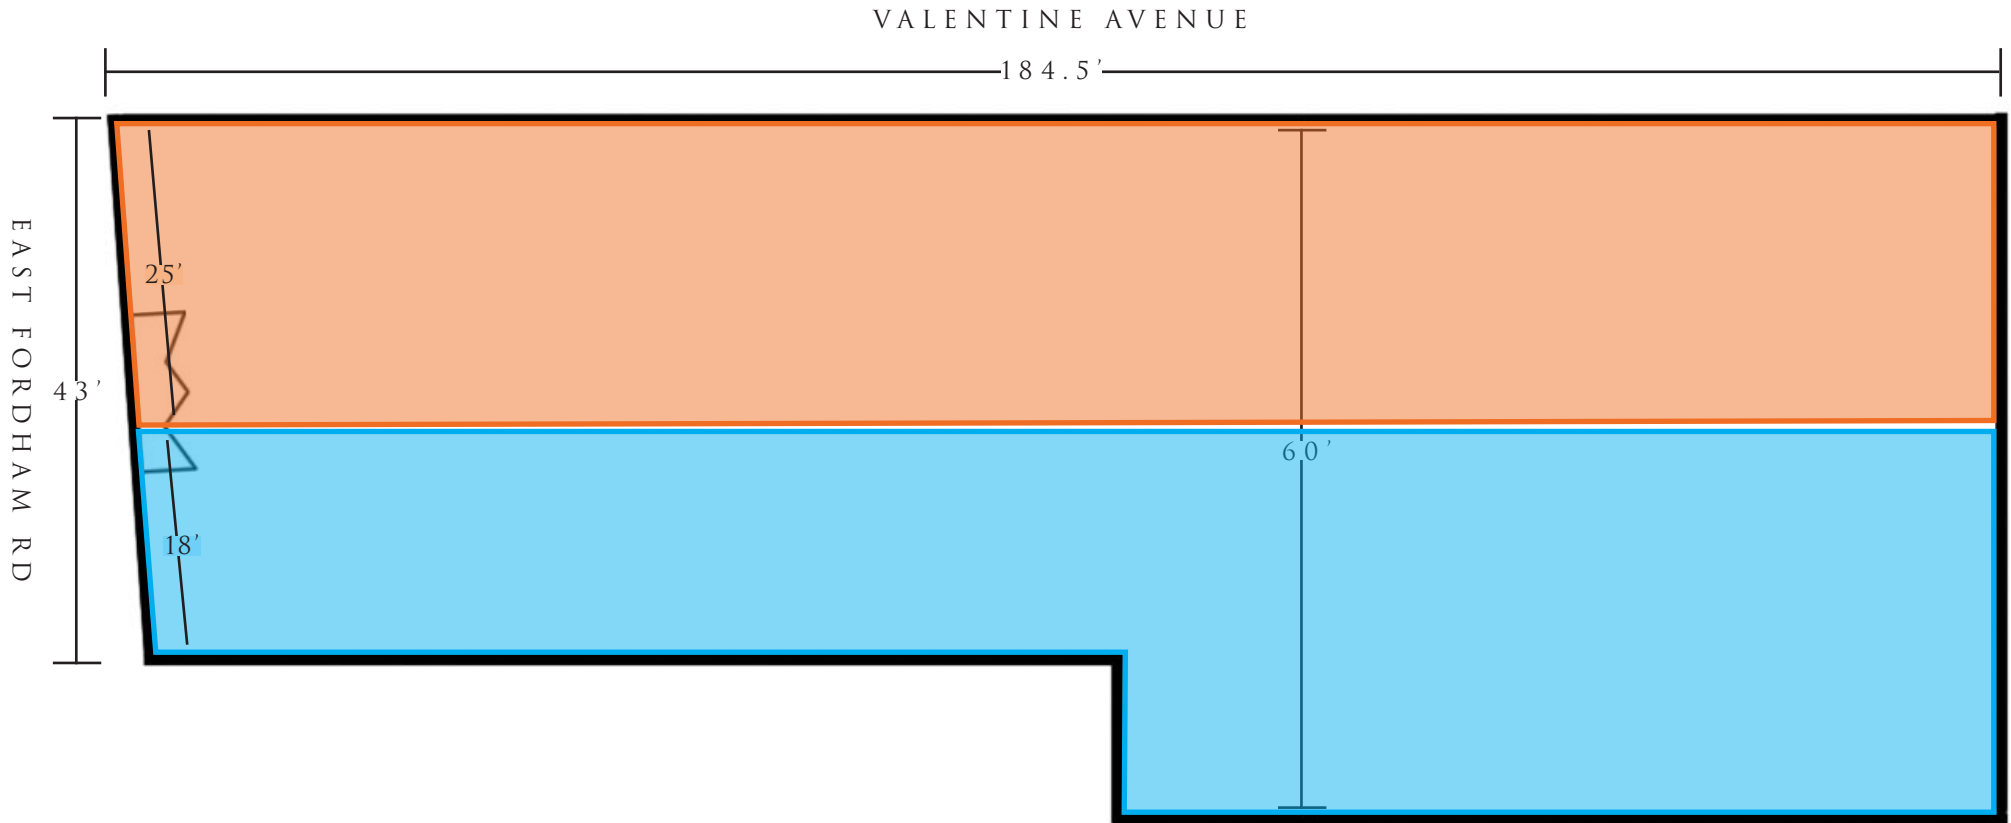 VALENTINE AVENUE
184.5'
25'
EAST FORDHAM RD
43'
60'
18'